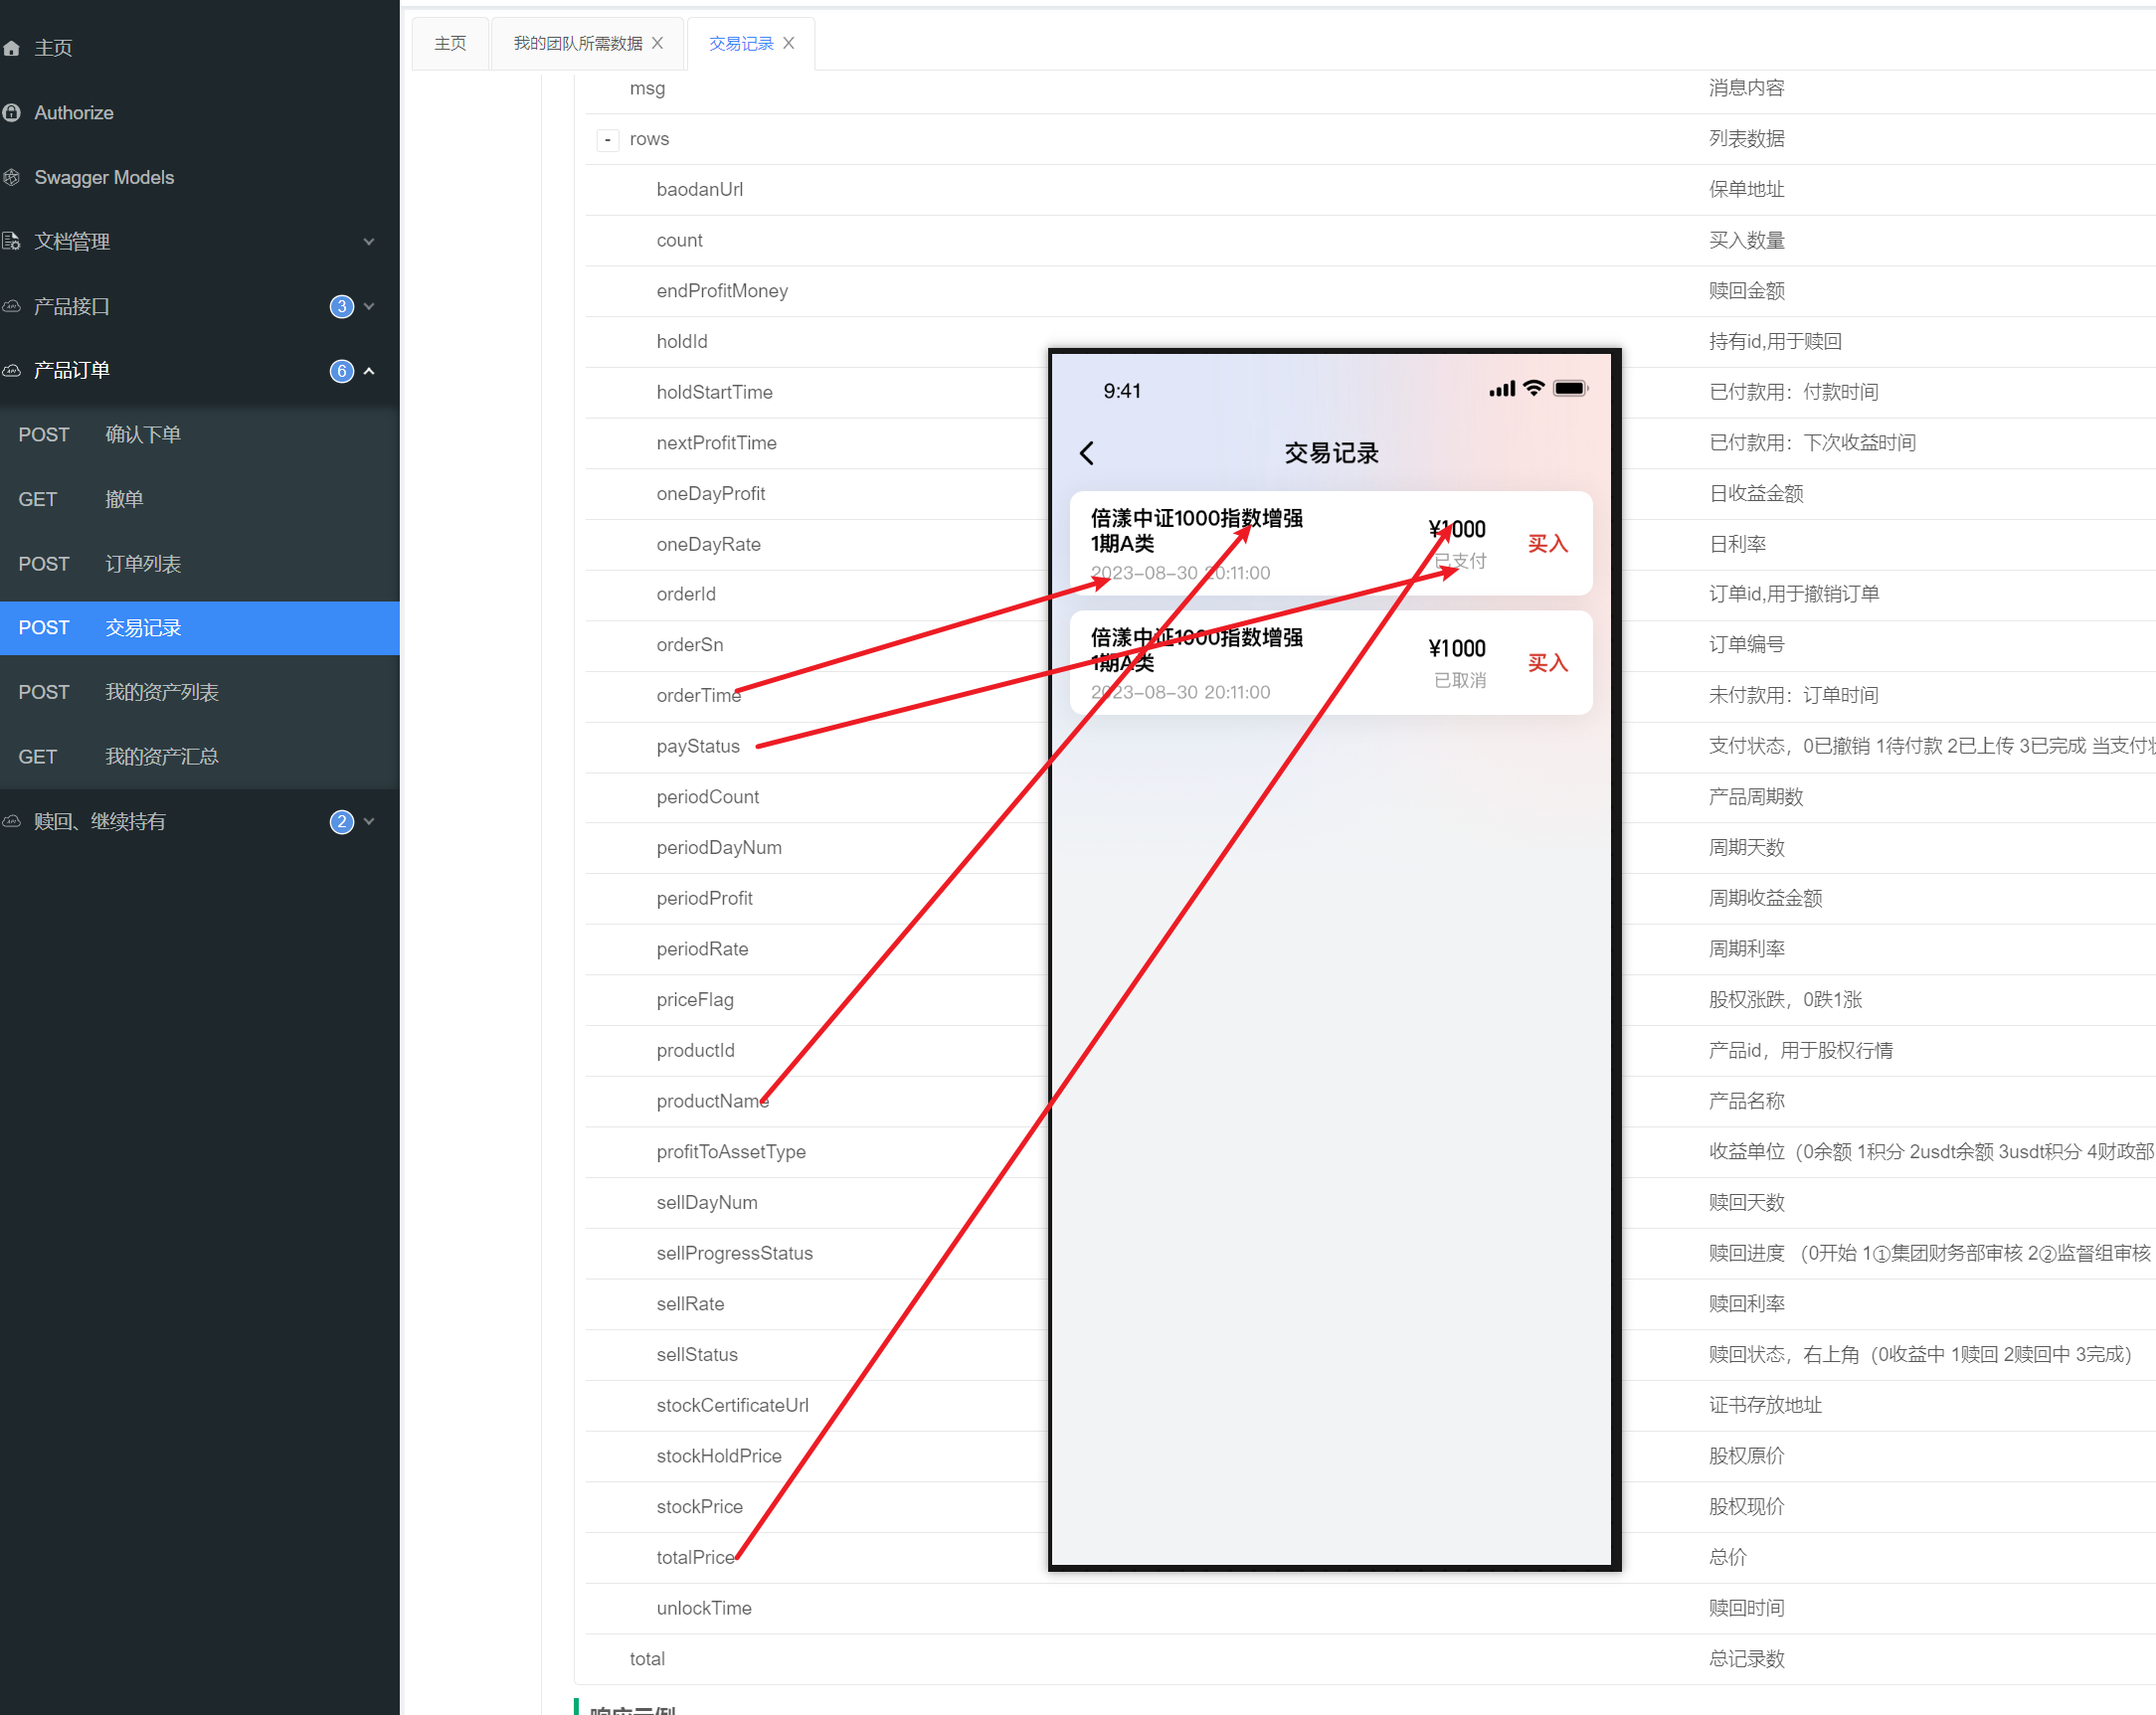 主页
Authorize
Swagger Models
文档管理
产品接口 3
产品订单 6
POST 确认下单
GET 撤单
POST 订单列表
POST 交易记录
POST 我的资产列表
GET 我的资产汇总
赎回、继续持有 2
主页 我的团队所需数据 X 交易记录 X
msg 消息内容
- rows 列表数据
baodanUrl 保单地址
count 买入数量
endProfitMoney 赎回金额
holdId 持有id,用于赎回
holdStartTime 已付款用：付款时间
nextProfitTime 已付款用：下次收益时间
oneDayProfit 日收益金额
oneDayRate 日利率
orderId 订单id,用于撤销订单
orderSn 订单编号
orderTime 未付款用：订单时间
payStatus 支付状态，0已撤销 1待付款 2已上传 3已完成 当支付
periodCount 产品周期数
periodDayNum 周期天数
periodProfit 周期收益金额
periodRate 周期利率
priceFlag 股权涨跌，0跌1涨
productId 产品id，用于股权行情
productName 产品名称
profitToAssetType 收益单位（0余额 1积分 2usdt余额 3usdt积分 4财政部
sellDayNum 赎回天数
sellProgressStatus 赎回进度 （0开始 1①集团财务部审核 2②监督组审核
sellRate 赎回利率
sellStatus 赎回状态，右上角（0收益中 1赎回 2赎回中 3完成）
stockCertificateUrl 证书存放地址
stockHoldPrice 股权原价
stockPrice 股权现价
totalPrice 总价
unlockTime 赎回时间
total 总记录数
响应示例
9:41
交易记录
倍漾中证1000指数增强
1期A类
2023-08-30 20:11:00
¥1000
已支付
买入
倍漾中证1000指数增强
1期A类
2023-08-30 20:11:00
¥1000
已取消
买入